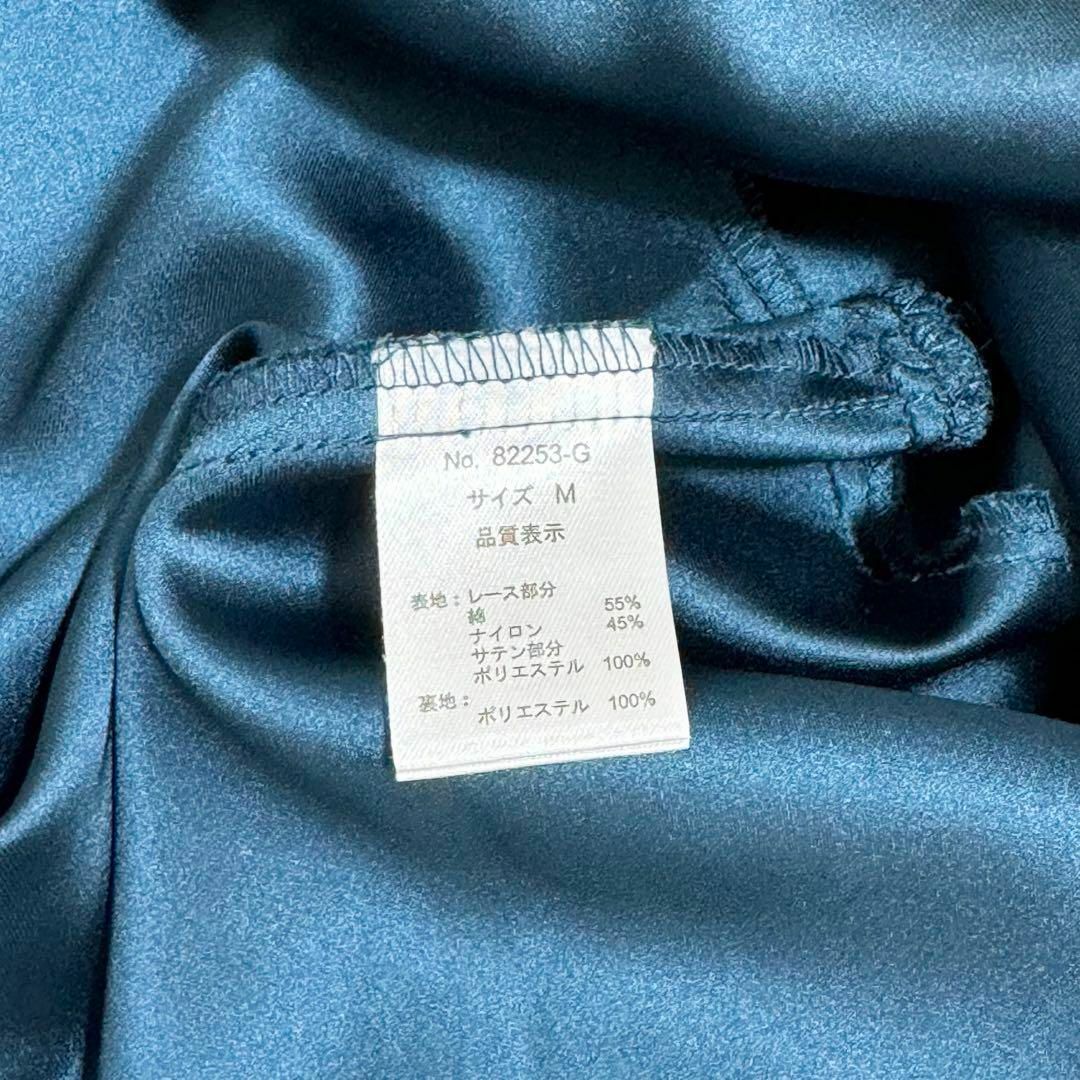 No. 82253-G
サイズ M
品質表示
表地：レース部分
綿 55%
ナイロン 45%
サテン部分
ポリエステル 100%
裏地：
ポリエステル 100%